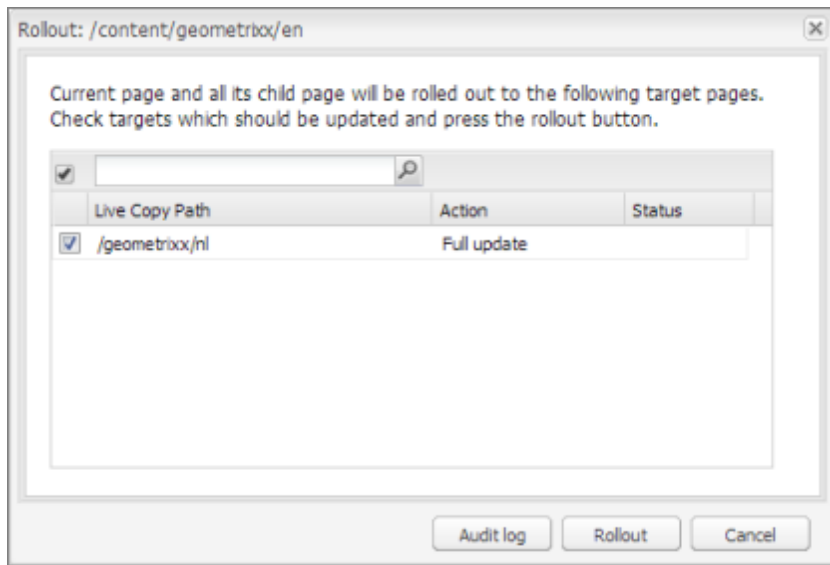 Rollout: /content/geometrixx/en
Current page and all its child page will be rolled out to the following target pages.
Check targets which should be updated and press the rollout button.
Live Copy Path Action Status
/geometrixx/nl Full update
Audit log Rollout Cancel